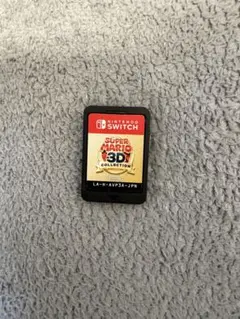 NINTENDO
SWITCH
SUPER MARIO
3D
COLLECTION
LA-H-AVP3A-JPN